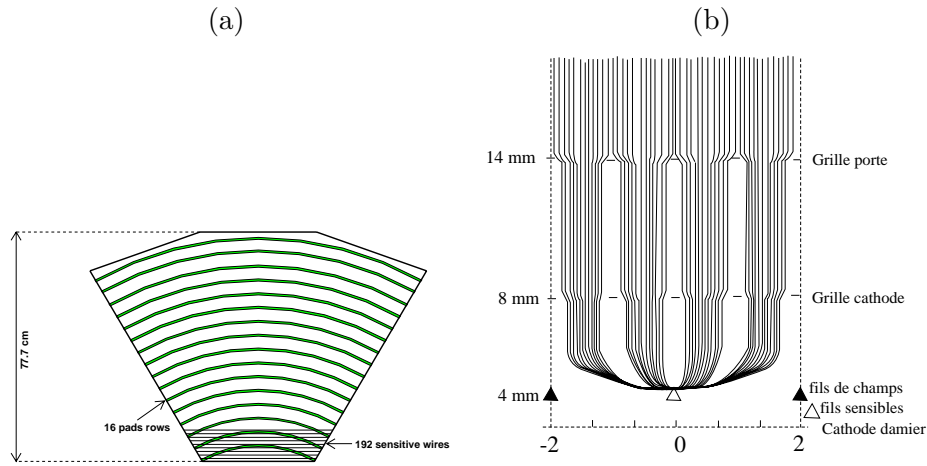 (a)
(b)
77.7 cm
16 pads rows
192 sensitive wires
14 mm
Grille porte
8 mm
Grille cathode
4 mm
fils de champs
fils sensibles
Cathode damier
-2
0
2